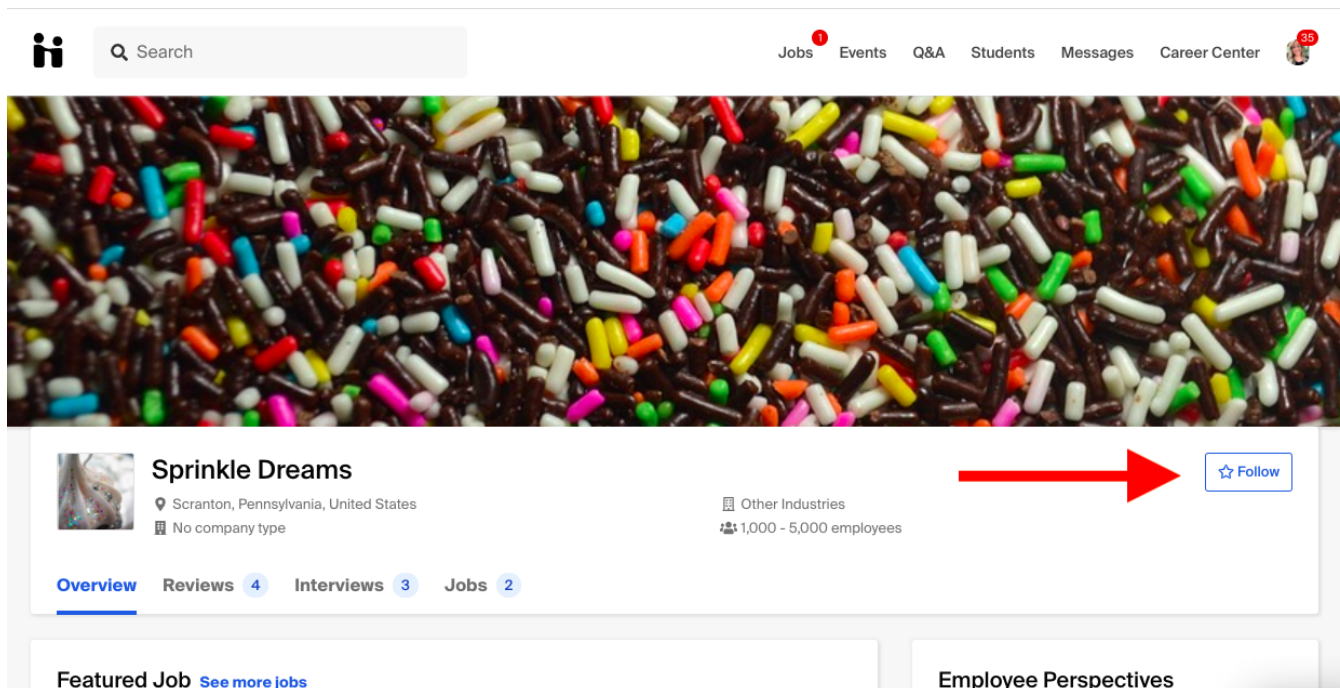 Search
Jobs 1 Events Q&A Students Messages Career Center 35
Sprinkle Dreams
Follow
Scranton, Pennsylvania, United States
Other Industries
No company type
1,000 - 5,000 employees
Overview Reviews 4 Interviews 3 Jobs 2
Featured Job See more jobs
Employee Perspectives